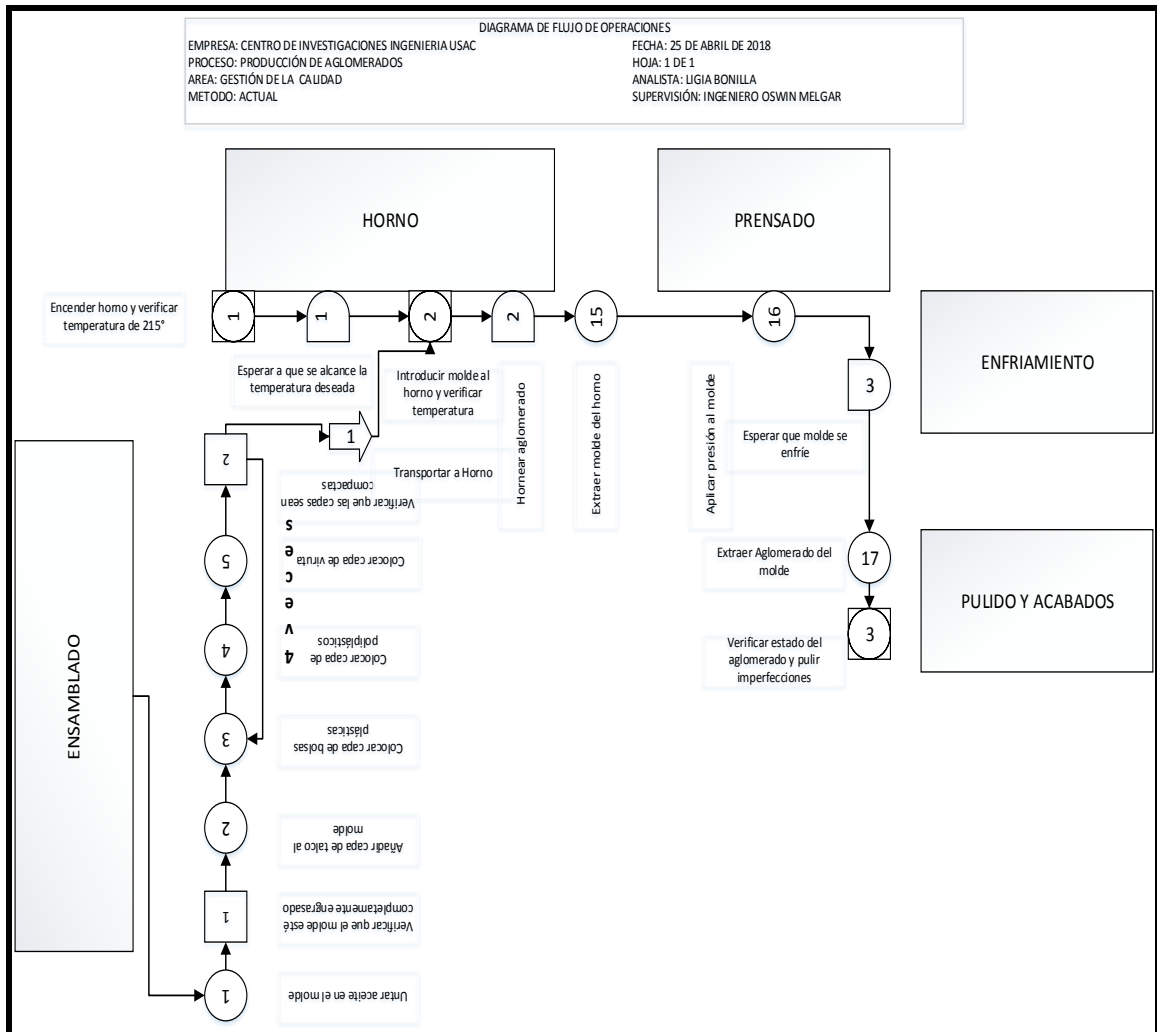 DIAGRAMA DE FLUJO DE OPERACIONES
EMPRESA: CENTRO DE INVESTIGACIONES INGENIERIA USAC
PROCESO: PRODUCCIÓN DE AGLOMERADOS
AREA: GESTIÓN DE LA CALIDAD
METODO: ACTUAL
FECHA: 25 DE ABRIL DE 2018
HOJA: 1 DE 1
ANALISTA: LIGIA BONILLA
SUPERVISIÓN: INGENIERO OSWIN MELGAR
HORNO
PRENSADO
Encender horno y verificar
temperatura de 215°
1
1
2
2
15
16
Esperar a que se alcance la
temperatura deseada
Introducir molde al
horno y verificar
temperatura
Hornear aglomerado
Extraer molde del horno
Aplicar presión al molde
ENFRIAMIENTO
3
Esperar que molde se
enfríe
1
Transportar a Horno
ENSAMBLADO
2
Verificar que las capas sean
compactas
5
Colocar capa de viruta
4
Colocar capa de
poliplásticos
4 veces
3
Colocar capa de bolsas
plásticas
2
Añadir capa de talco al
molde
1
Verificar que el molde esté
completamente engrasado
1
Untar aceite en el molde
Extraer Aglomerado del
molde
17
PULIDO Y ACABADOS
Verificar estado del
aglomerado y pulir
imperfecciones
3